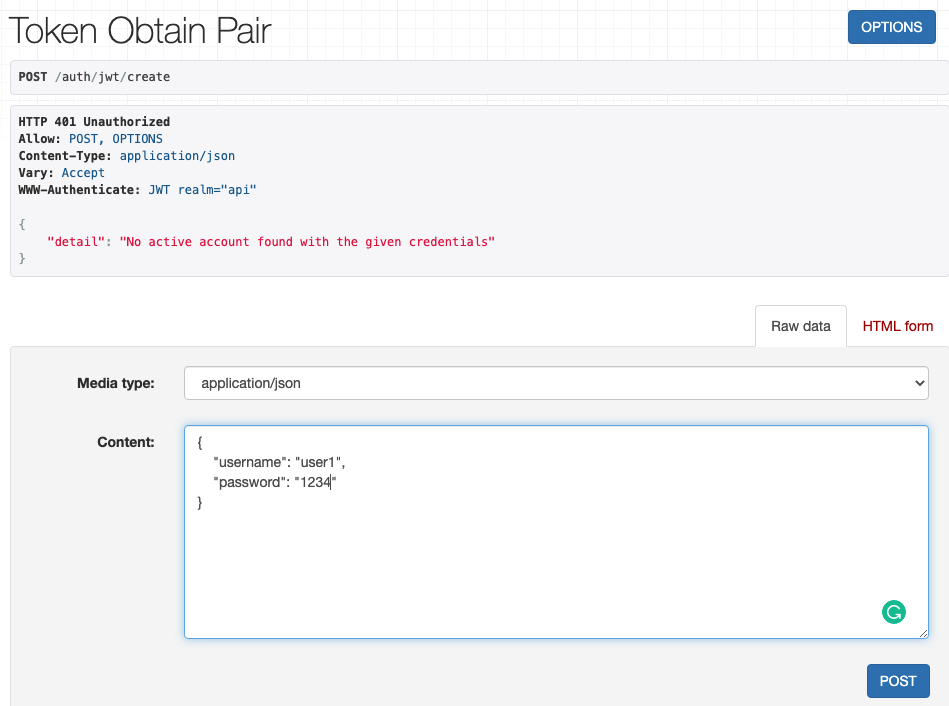 Token Obtain Pair
OPTIONS
POST /auth/jwt/create
HTTP 401 Unauthorized
Allow: POST, OPTIONS
Content-Type: application/json
Vary: Accept
WWW-Authenticate: JWT realm="api"
{
    "detail": "No active account found with the given credentials"
}
Raw data
HTML form
Media type:
application/json
Content:
{
    "username": "user1",
    "password": "1234"
}
POST